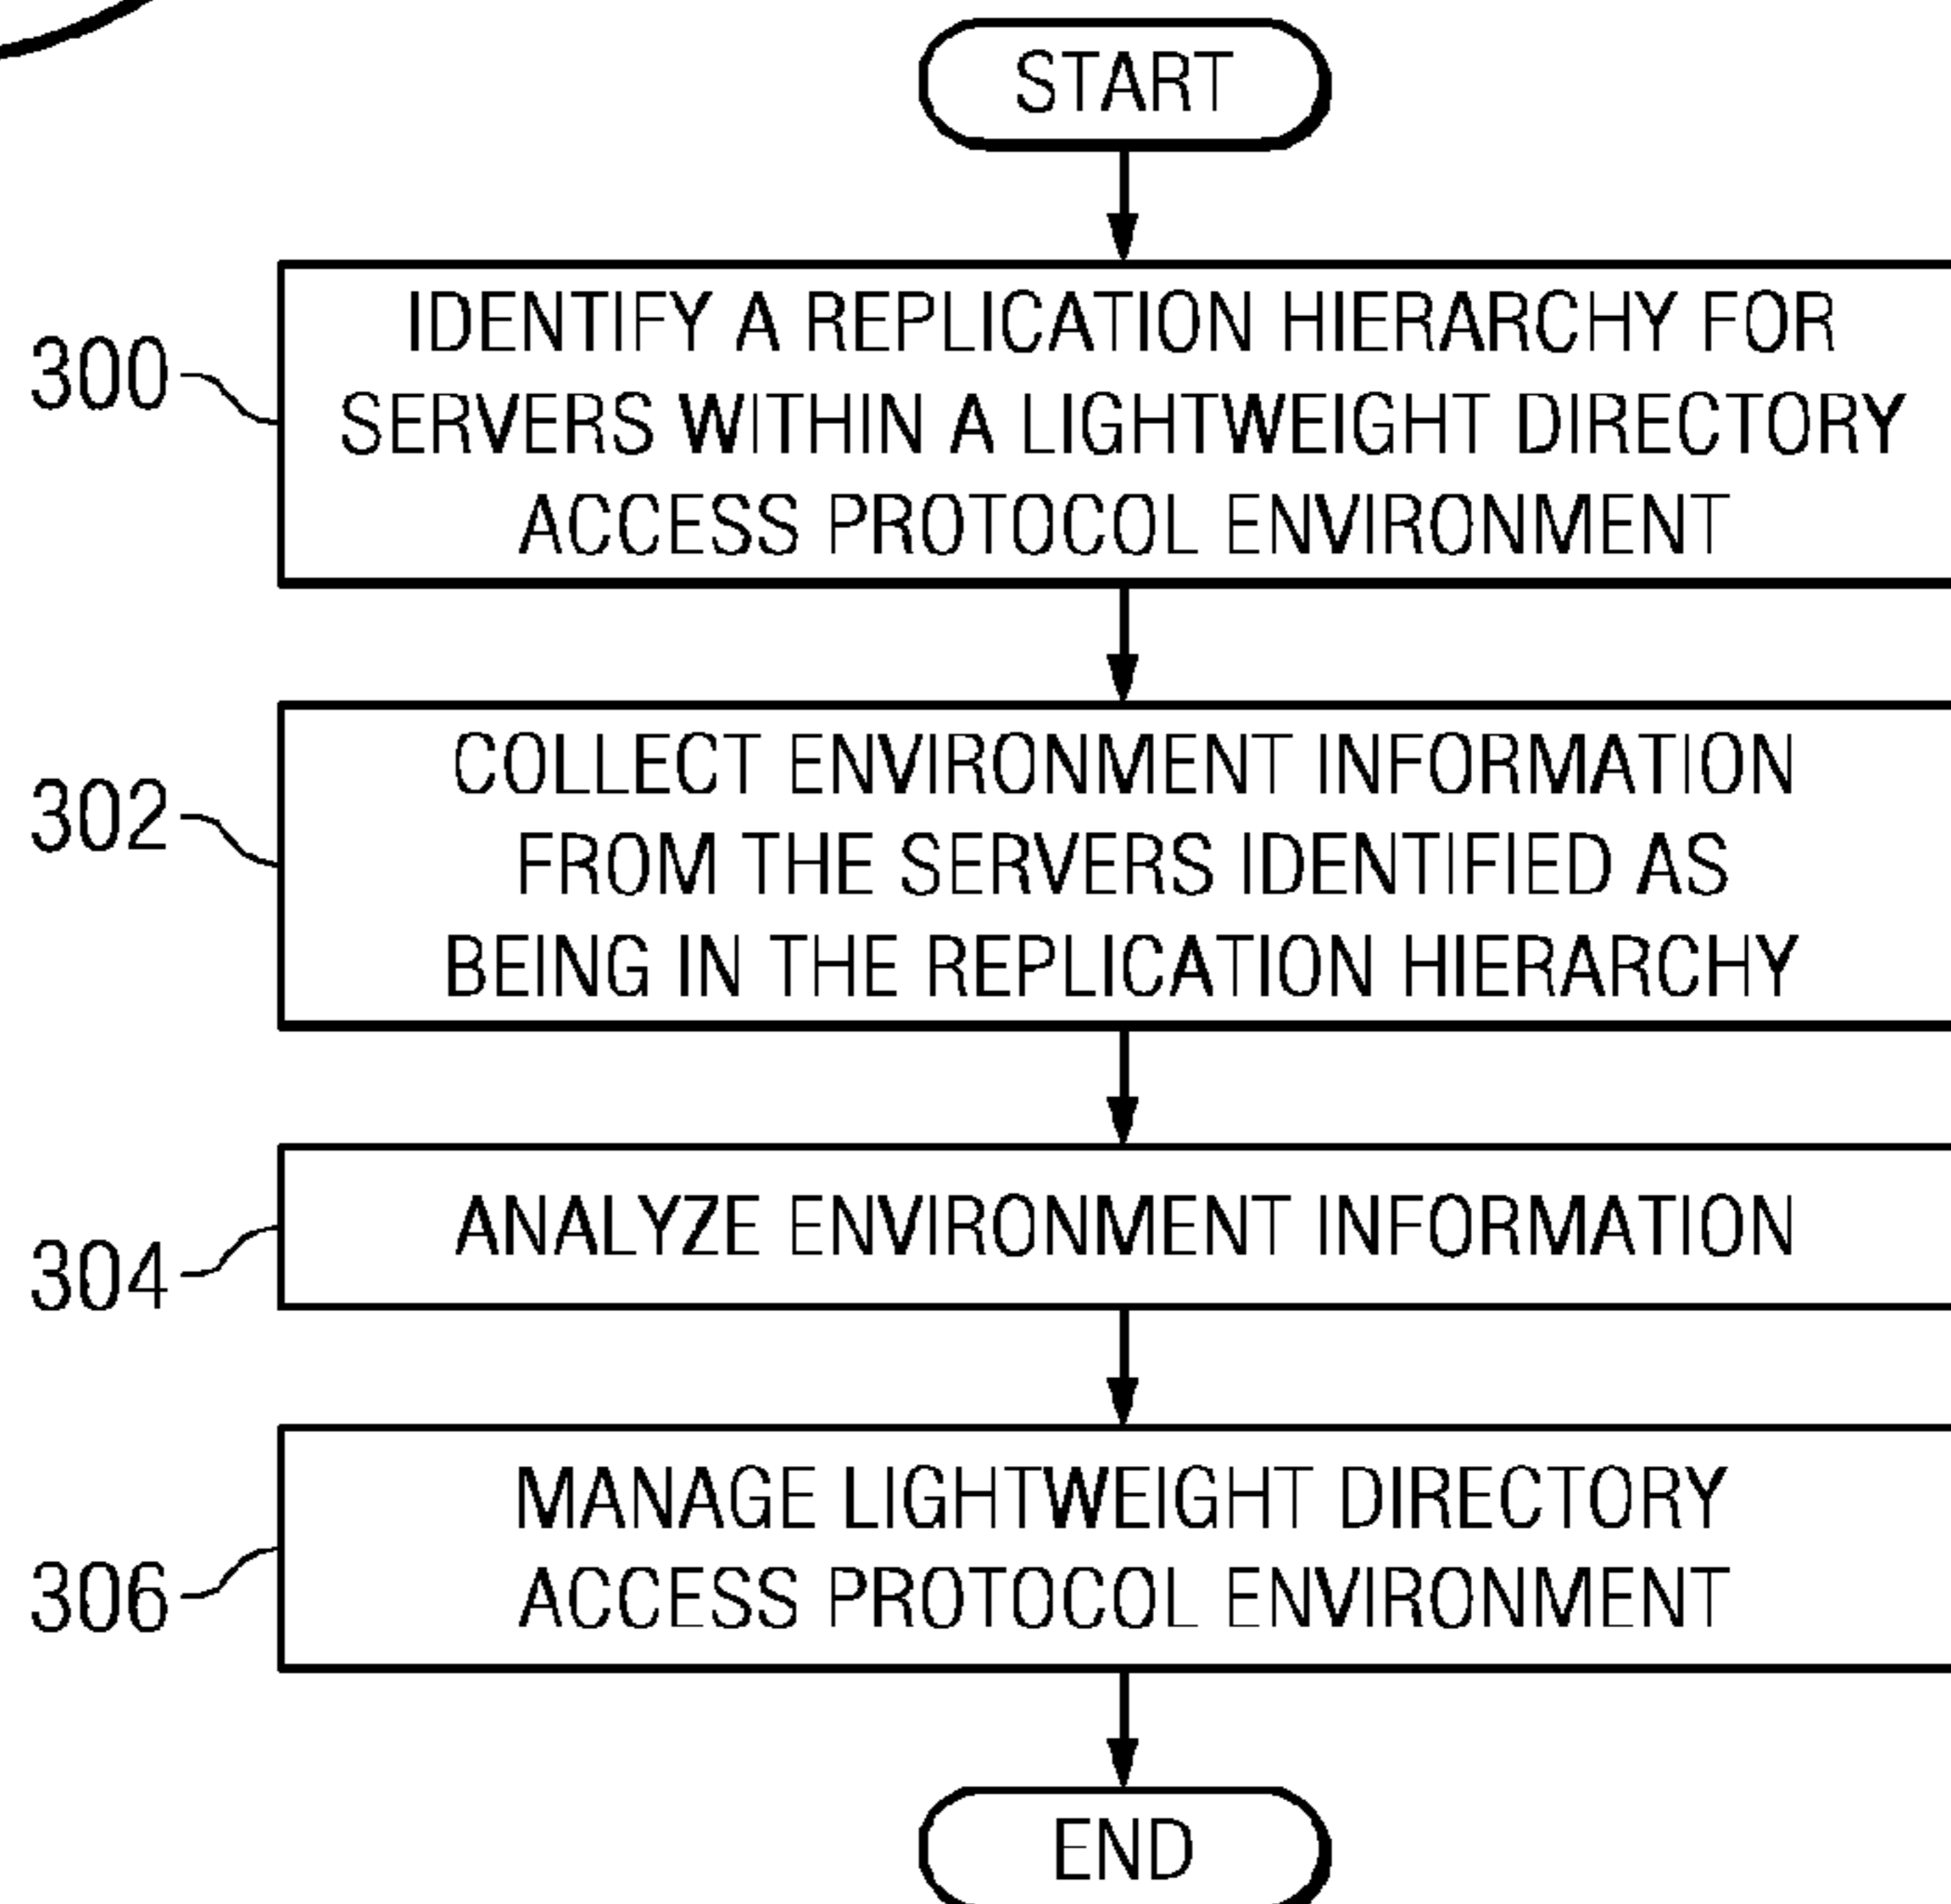 START
300
IDENTIFY A REPLICATION HIERARCHY FOR
SERVERS WITHIN A LIGHTWEIGHT DIRECTORY
ACCESS PROTOCOL ENVIRONMENT
302
COLLECT ENVIRONMENT INFORMATION
FROM THE SERVERS IDENTIFIED AS
BEING IN THE REPLICATION HIERARCHY
304
ANALYZE ENVIRONMENT INFORMATION
306
MANAGE LIGHTWEIGHT DIRECTORY
ACCESS PROTOCOL ENVIRONMENT
END